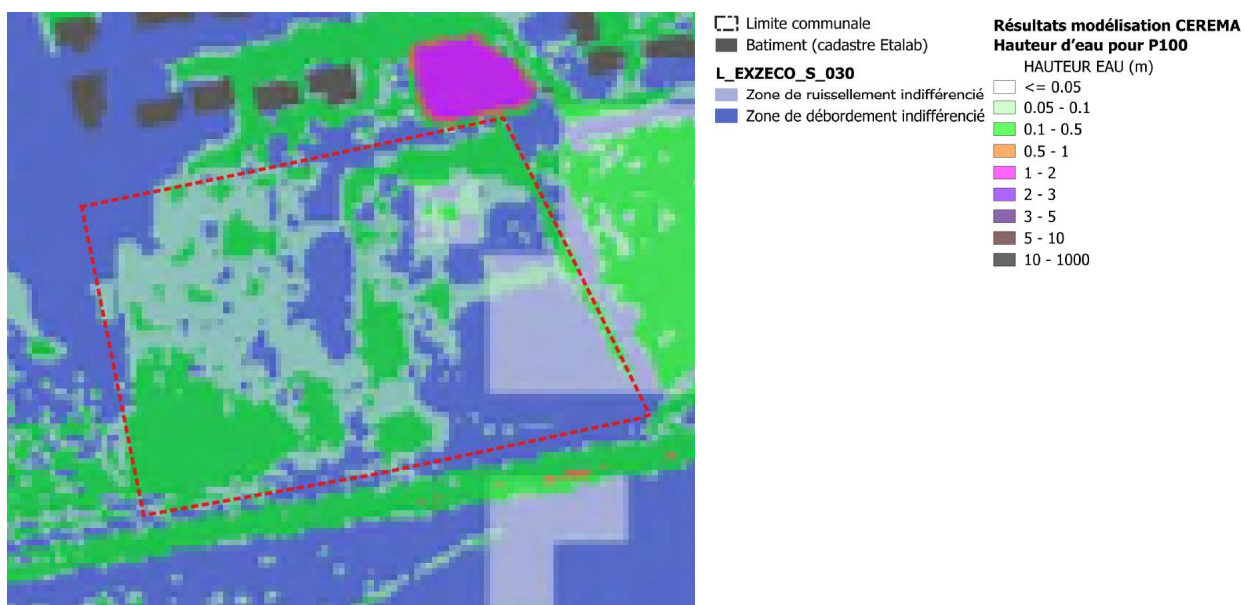 Limite communale
Batiment (cadastre Etalab)
L_EXZECO_S_030
Zone de ruissellement indifférencié
Zone de débordement indifférencié
Résultats modélisation CEREMA
Hauteur d'eau pour P100
HAUTEUR EAU (m)
<= 0.05
0.05 - 0.1
0.1 - 0.5
0.5 - 1
1 - 2
2 - 3
3 - 5
5 - 10
10 - 1000